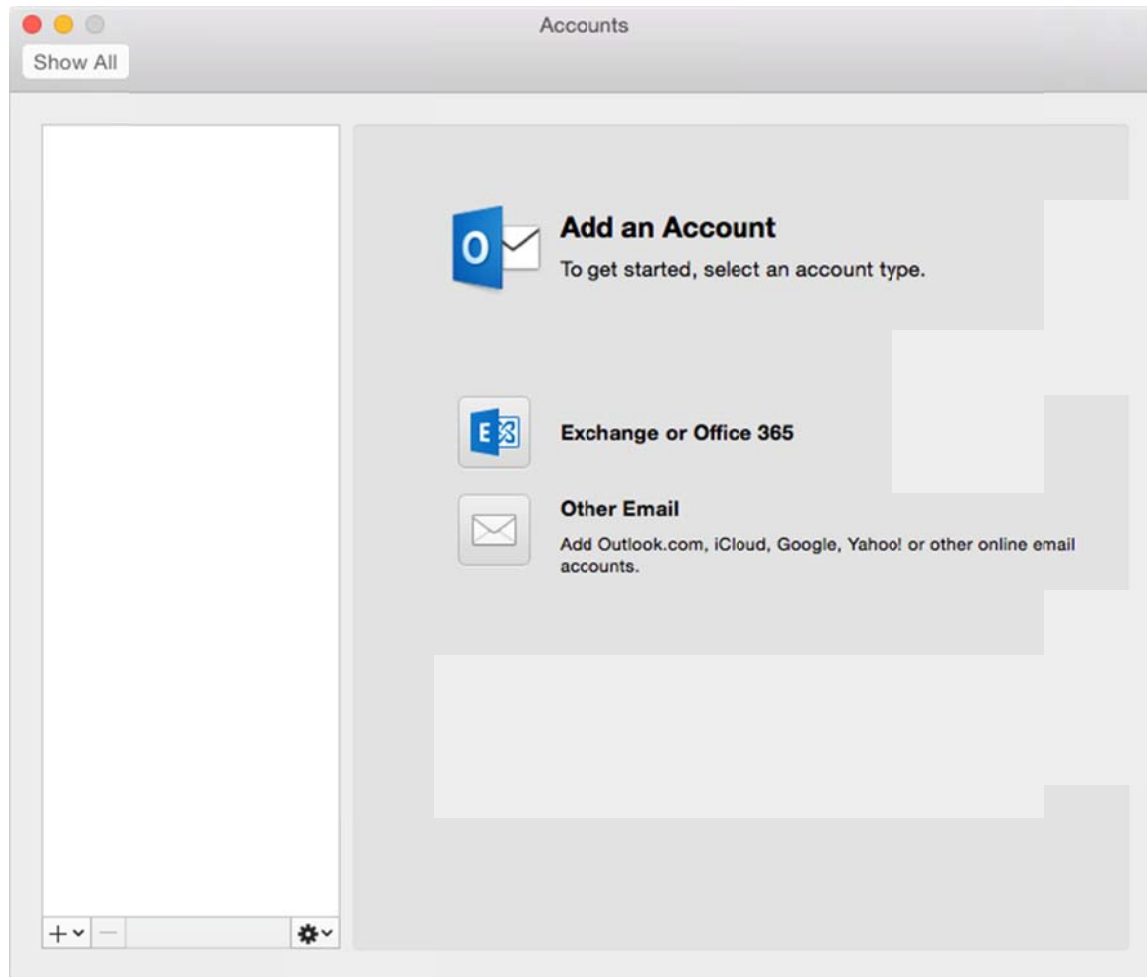 Accounts
Show All
Add an Account
To get started, select an account type.
Exchange or Office 365
Other Email
Add Outlook.com, iCloud, Google, Yahoo! or other online email
accounts.